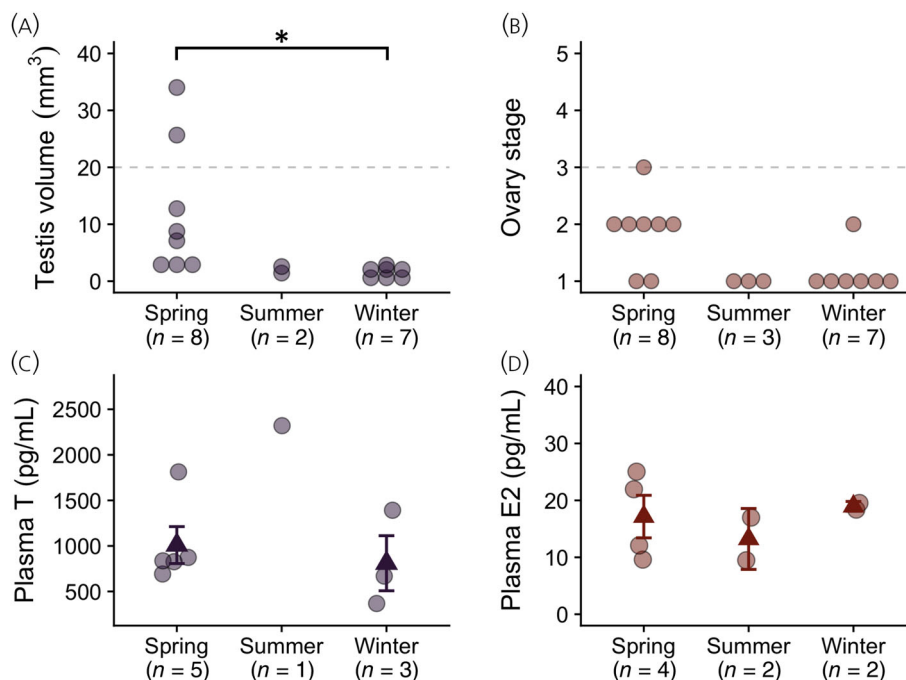 (A)
Testis volume (mm³)
40
30
20
10
0
*
Spring Summer Winter
(n = 8) (n = 2) (n = 7)
(B)
Ovary stage
5
4
3
2
1
Spring Summer Winter
(n = 8) (n = 3) (n = 7)
(C)
Plasma T (pg/mL)
2500
2000
1500
1000
500
Spring Summer Winter
(n = 5) (n = 1) (n = 3)
(D)
Plasma E2 (pg/mL)
40
30
20
10
0
Spring Summer Winter
(n = 4) (n = 2) (n = 2)